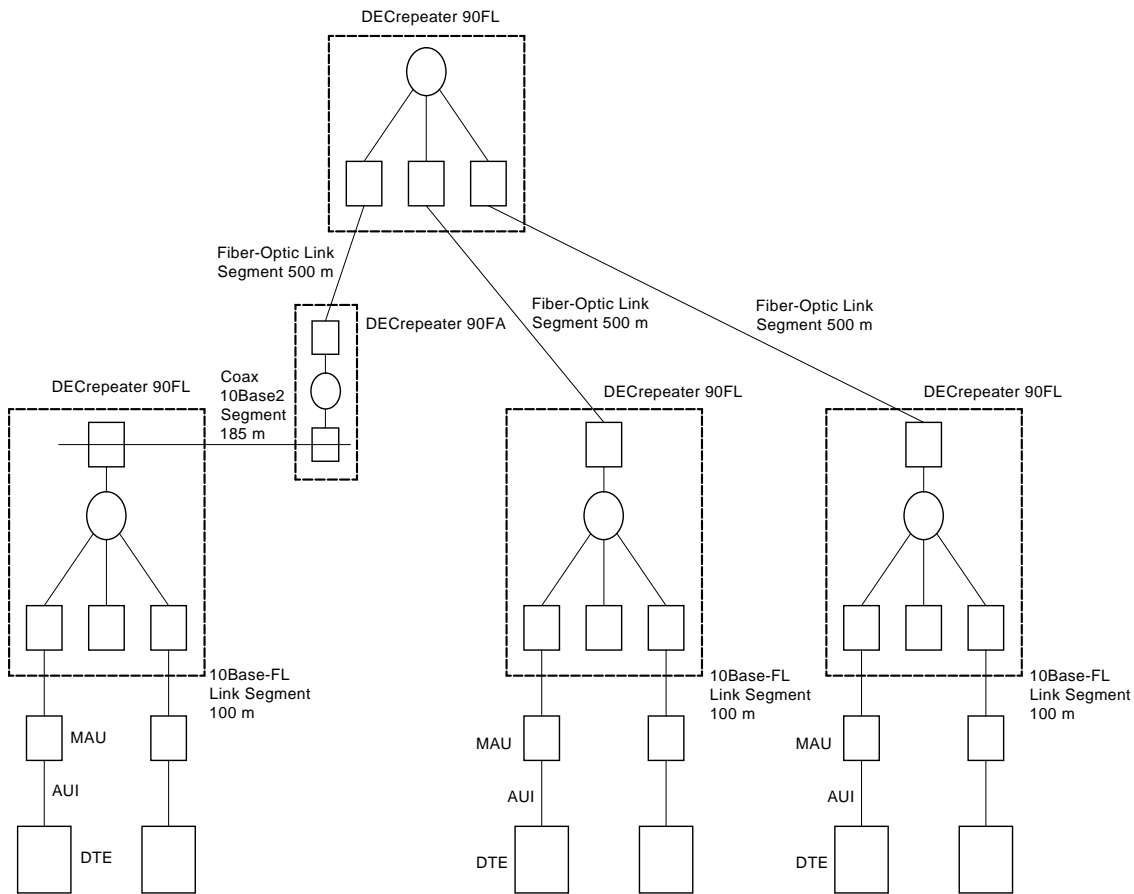 DECrepeater 90FL
Fiber-Optic Link
Segment 500 m
Fiber-Optic Link
Segment 500 m
Fiber-Optic Link
Segment 500 m
DECrepeater 90FA
Coax
10Base2
Segment
185 m
DECrepeater 90FL
DECrepeater 90FL
DECrepeater 90FL
10Base-FL
Link Segment
100 m
10Base-FL
Link Segment
100 m
10Base-FL
Link Segment
100 m
MAU
MAU
MAU
AUI
AUI
AUI
DTE
DTE
DTE